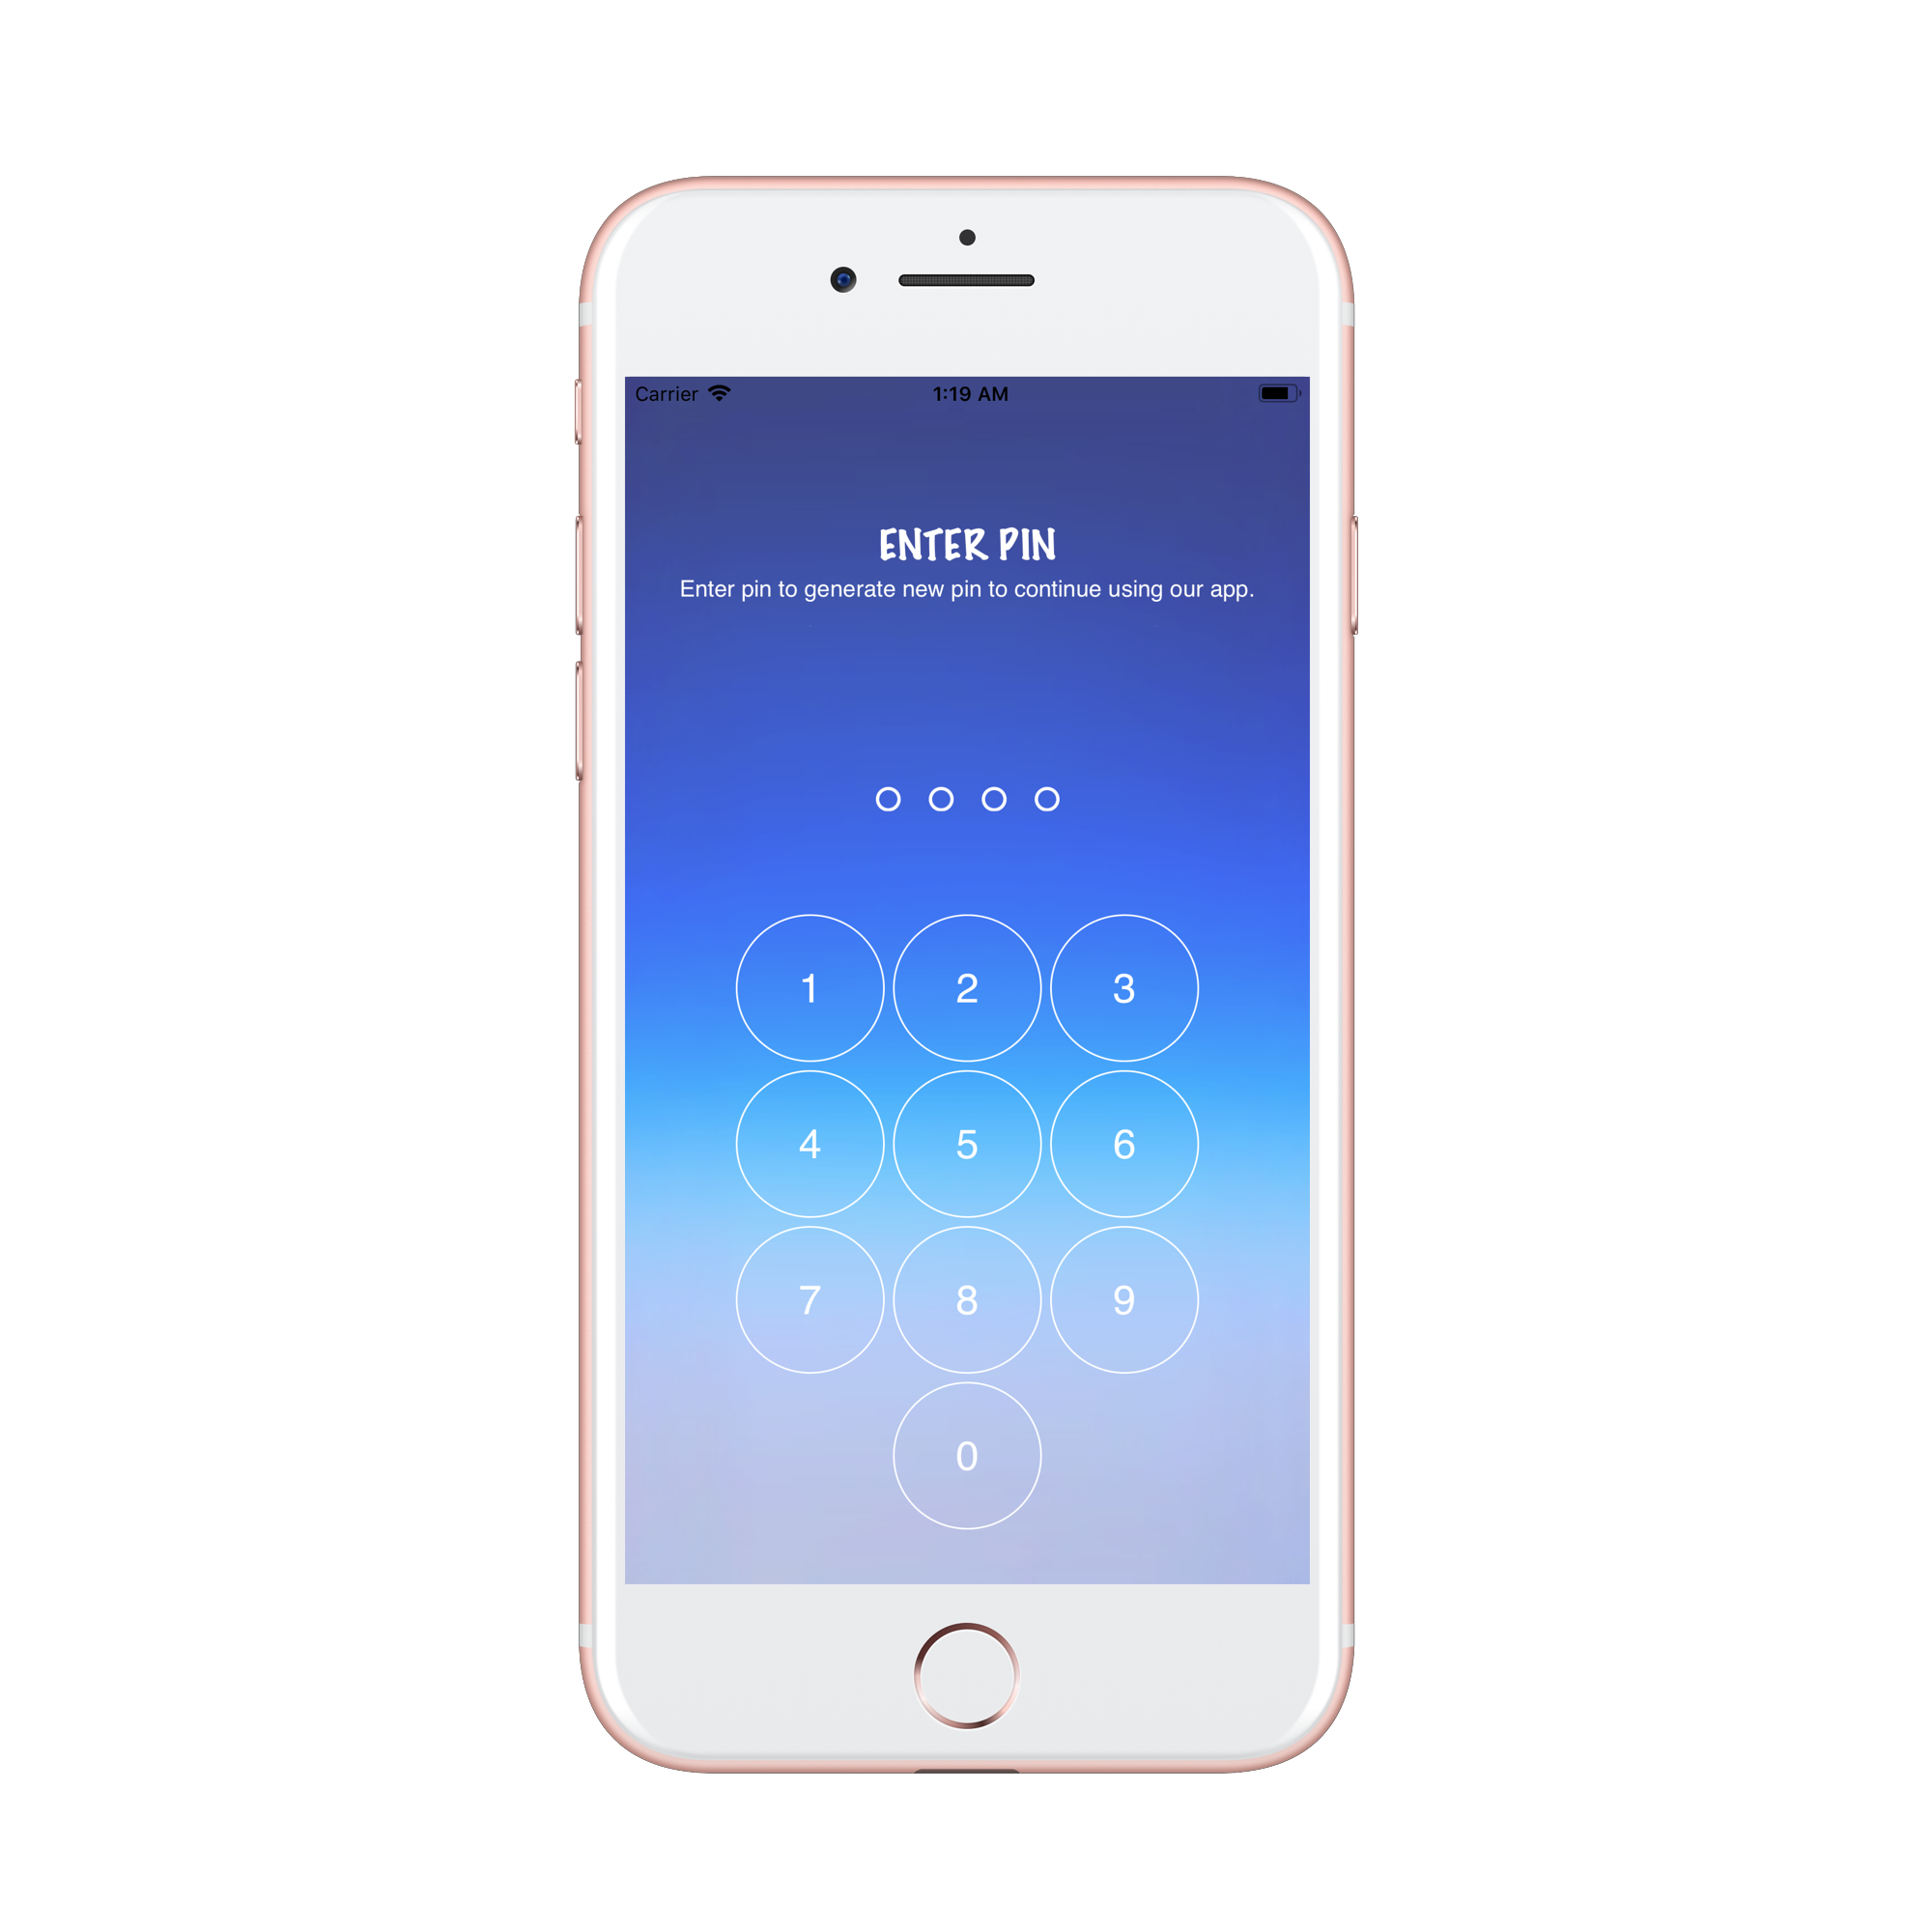 Carrier 1:19 AM
ENTER PIN
Enter pin to generate new pin to continue using our app.
1 2 3
4 5 6
7 8 9
0